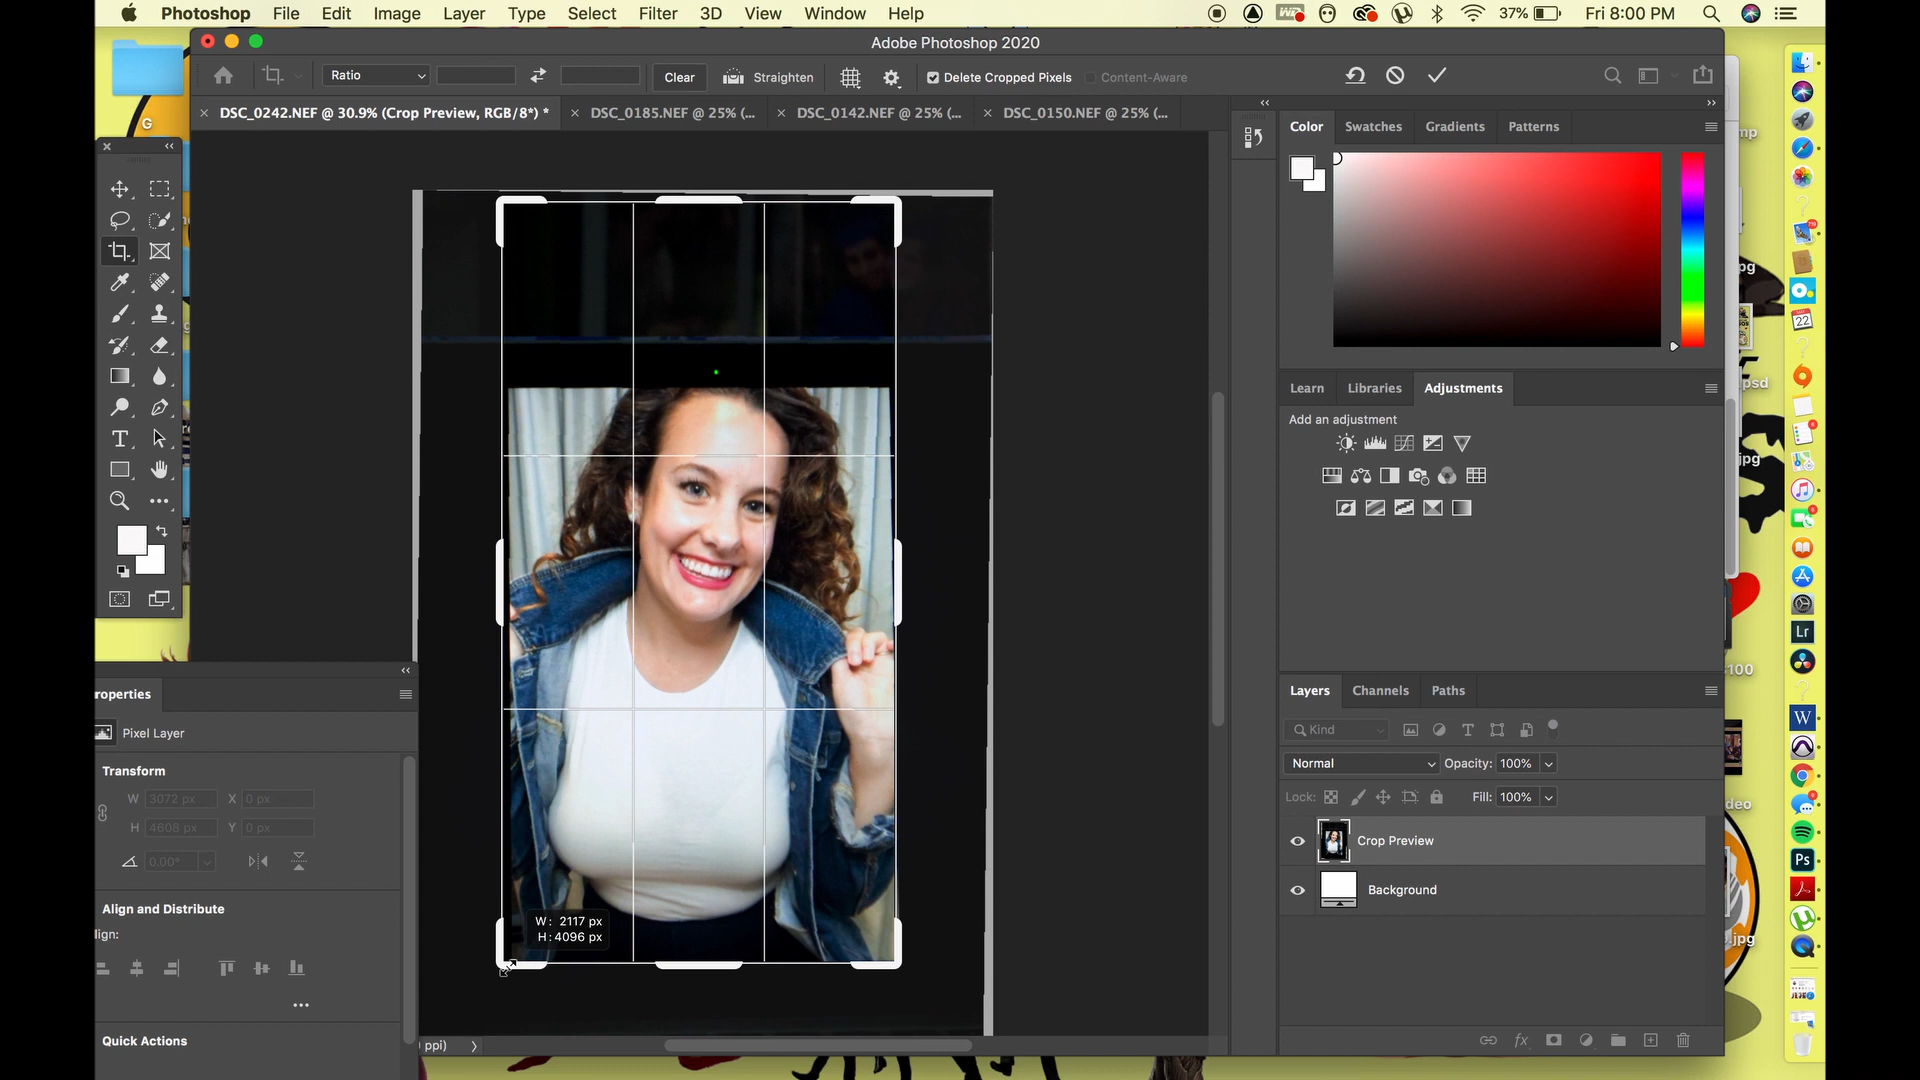 Photoshop File Edit Image Layer Type Select Filter 3D View Window Help 37% Fri 8:00 PM
Adobe Photoshop 2020
Ratio Clear Straighten Delete Cropped Pixels Content-Aware
DSC_0242.NEF @ 30.9% (Crop Preview, RGB/8*) * DSC_0185.NEF @ 25% (... DSC_0142.NEF @ 25% (... DSC_0150.NEF @ 25% (...
G
Color Swatches Gradients Patterns
mp
pg
22
Learn Libraries Adjustments
Add an adjustment
psd
jpg
Lr
100
roperties
Pixel Layer
Transform
W 3072 px X 0 px
H 4608 px Y 0 px
0.00°
Align and Distribute
lign:
Quick Actions
W: 2117 px
H: 4096 px
ppi)
Layers Channels Paths
Kind
Normal Opacity: 100%
Lock: Fill: 100%
Crop Preview
Background
W
deo
Ps
.jpg